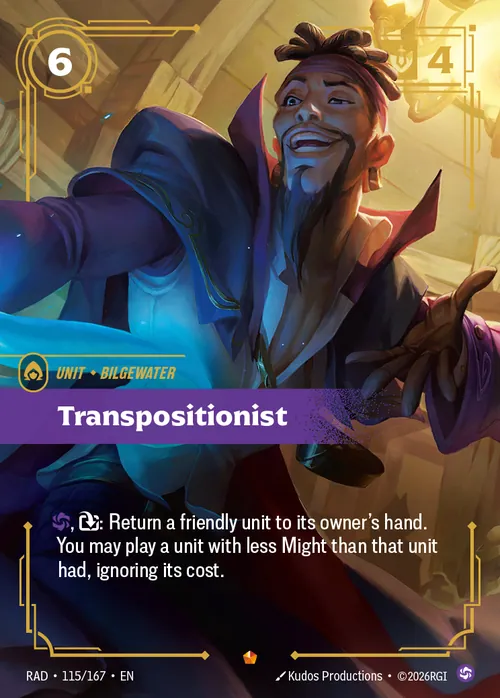 6
4
UNIT • BILGEWATER
Transpositionist
, : Return a friendly unit to its owner's hand.
You may play a unit with less Might than that unit
had, ignoring its cost.
RAD • 115/167 • EN
Kudos Productions • ©2026RGI